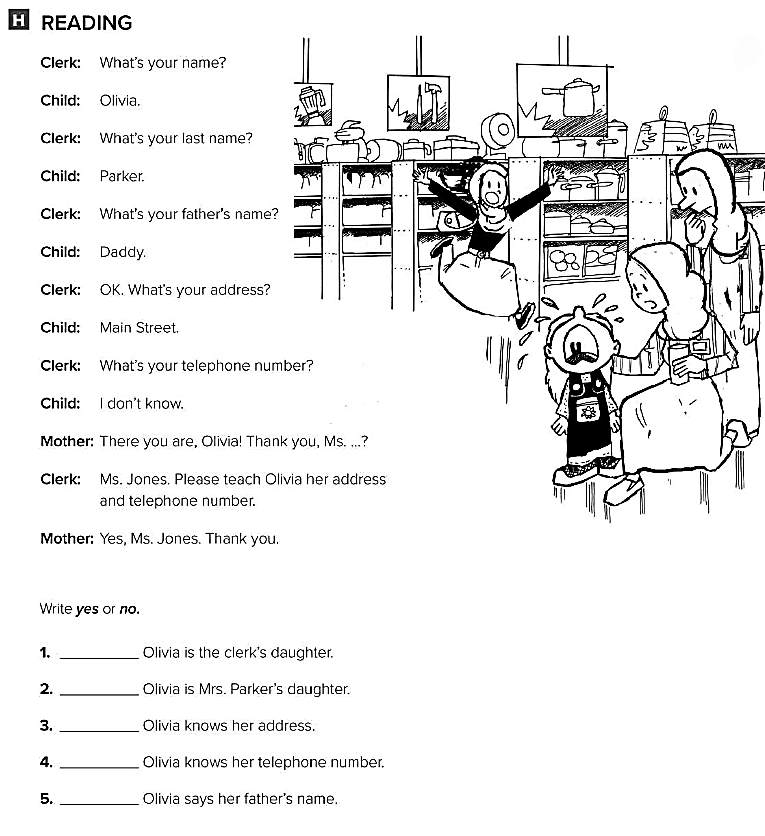 H READING
Clerk: What's your name?
Child: Olivia.
Clerk: What's your last name?
Child: Parker.
Clerk: What's your father's name?
Child: Daddy.
Clerk: OK. What's your address?
Child: Main Street.
Clerk: What's your telephone number?
Child: I don't know.
Mother: There you are, Olivia! Thank you, Ms. ...?
Clerk: Ms. Jones. Please teach Olivia her address
and telephone number.
Mother: Yes, Ms. Jones. Thank you.
Write yes or no.
1. __________ Olivia is the clerk's daughter.
2. __________ Olivia is Mrs. Parker's daughter.
3. __________ Olivia knows her address.
4. __________ Olivia knows her telephone number.
5. __________ Olivia says her father's name.